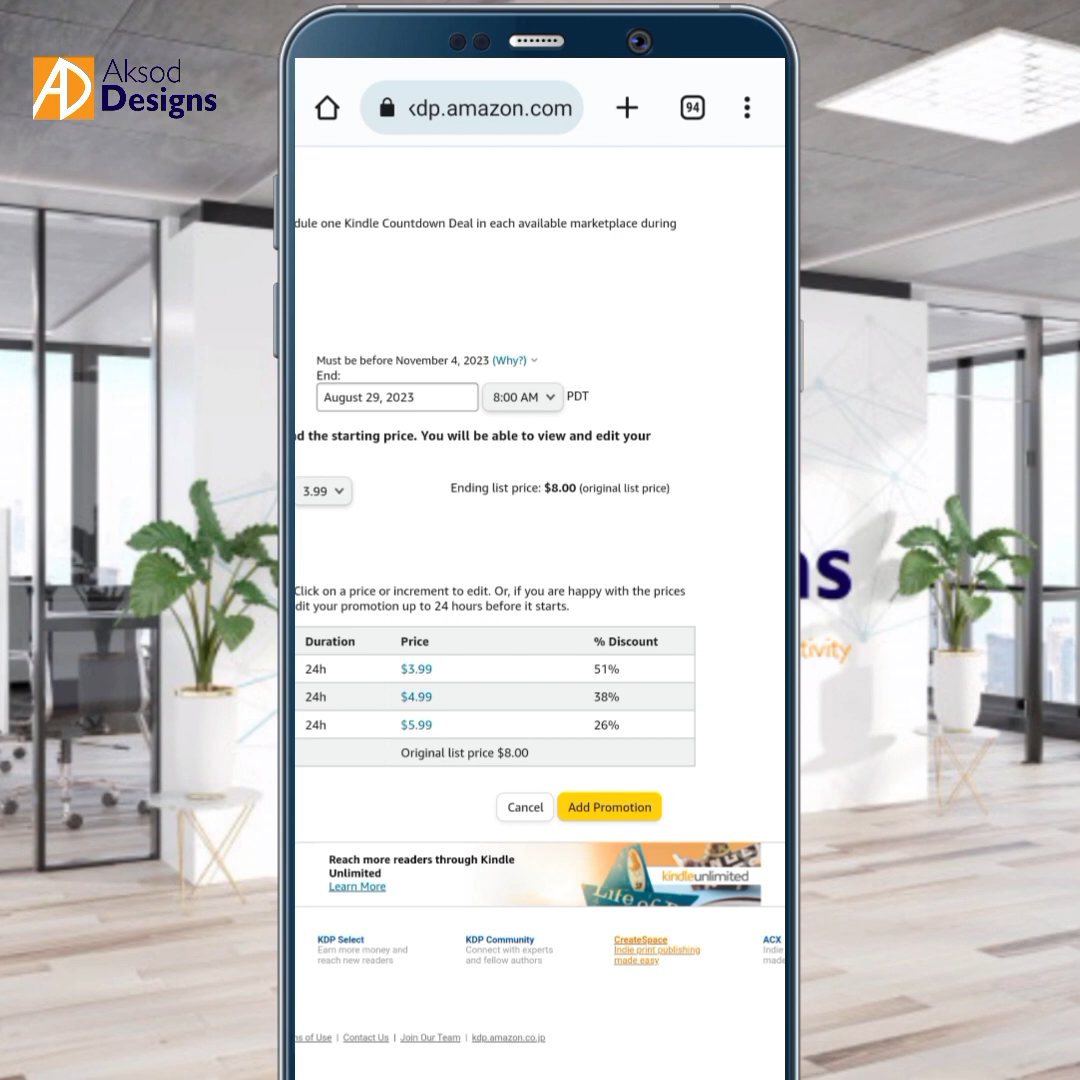 Aksod
Designs
kdp.amazon.com
94
dule one Kindle Countdown Deal in each available marketplace during
Must be before November 4, 2023 (Why?)
End:
August 29, 2023 8:00 AM PDT
d the starting price. You will be able to view and edit your
3.99 Ending list price: $8.00 (original list price)
Click on a price or increment to edit. Or, if you are happy with the prices
dit your promotion up to 24 hours before it starts.
Duration Price % Discount
24h $3.99 51%
24h $4.99 38%
24h $5.99 26%
Original list price $8.00
Cancel Add Promotion
Reach more readers through Kindle
Unlimited
Learn More
kindleunlimited
Life of
KDP Select KDP Community CreateSpace ACX
Earn more money and Connect with experts Indie print publishing Indie
reach new readers and fellow authors made easy made
ns of Use | Contact Us | Join Our Team | kdp.amazon.co.jp
ns
tivity